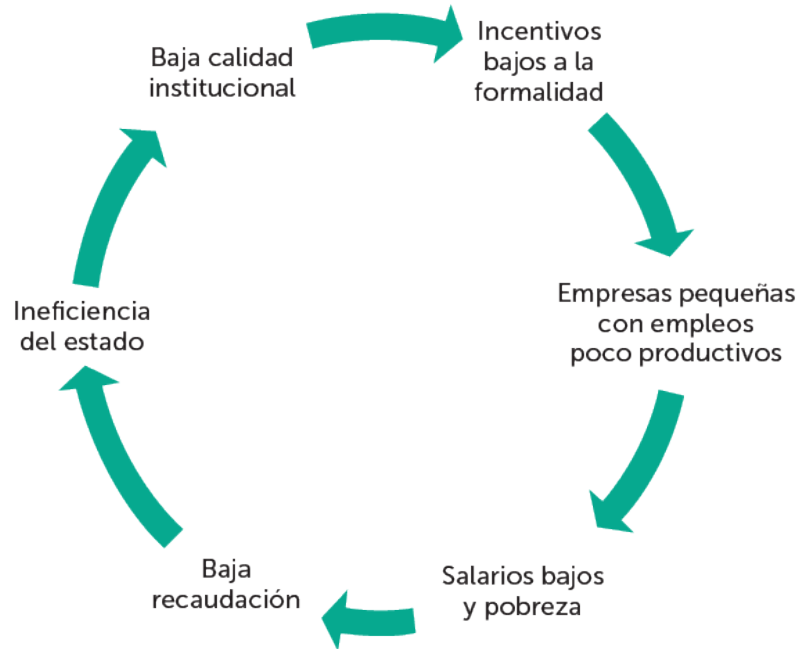 Baja calidad
institucional
Incentivos
bajos a la
formalidad
Empresas pequeñas
con empleos
poco productivos
Salarios bajos
y pobreza
Baja
recaudación
Ineficiencia
del estado